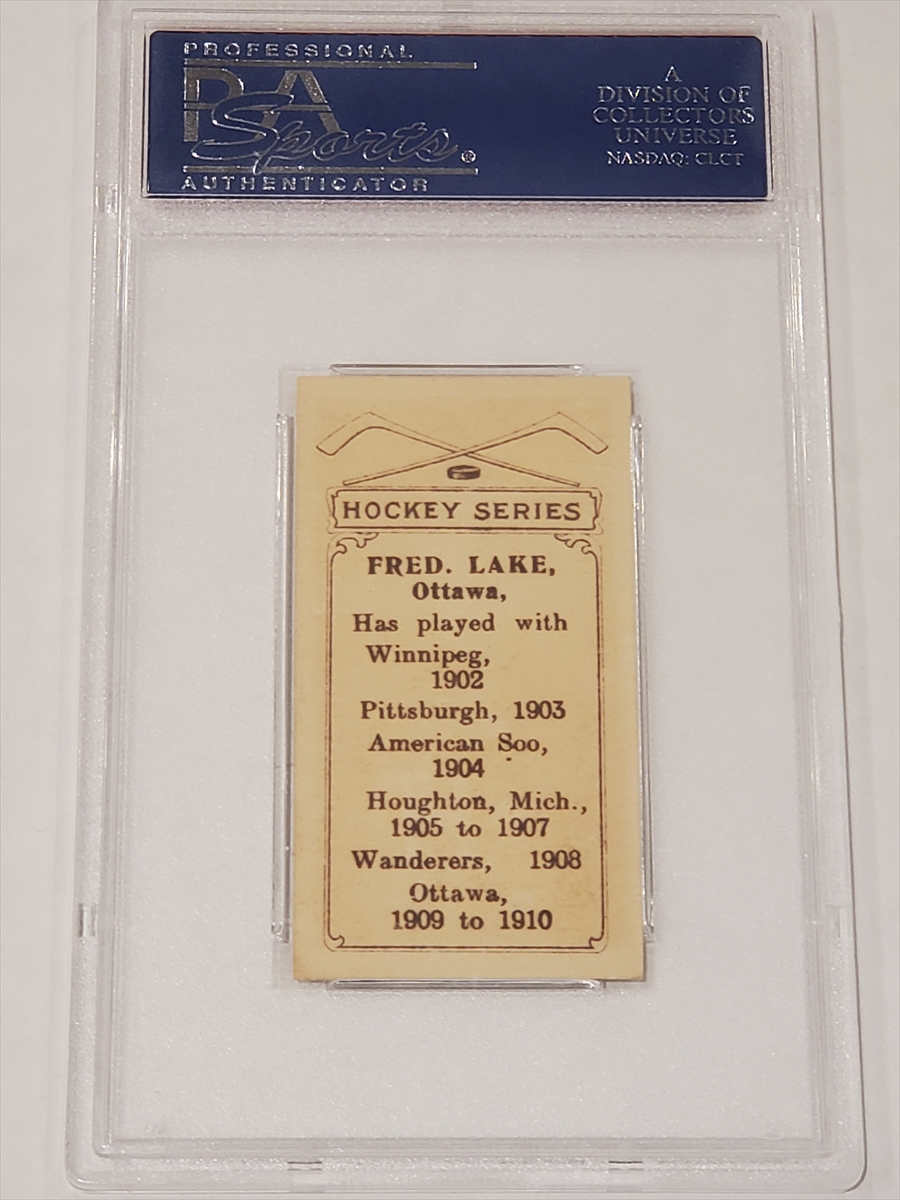 PROFESSIONAL
PSA
Sports®
AUTHENTICATOR
A
DIVISION OF
COLLECTORS
UNIVERSE
NASDAQ: CLCT
HOCKEY SERIES
FRED. LAKE,
Ottawa,
Has played with
Winnipeg,
1902
Pittsburgh, 1903
American Soo,
1904
Houghton, Mich.,
1905 to 1907
Wanderers, 1908
Ottawa,
1909 to 1910